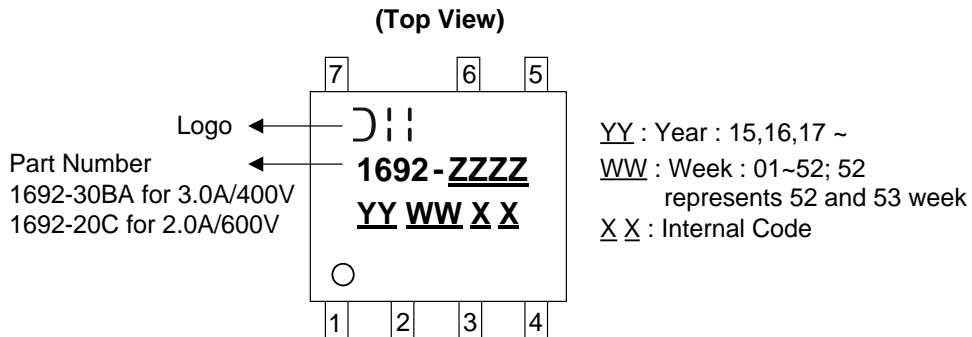 (Top View)
7 6 5
Logo
Part Number
1692-30BA for 3.0A/400V
1692-20C for 2.0A/600V
1692-ZZZZ
YY WW X X
1 2 3 4
YY : Year : 15,16,17 ~
WW : Week : 01~52; 52
represents 52 and 53 week
X X : Internal Code